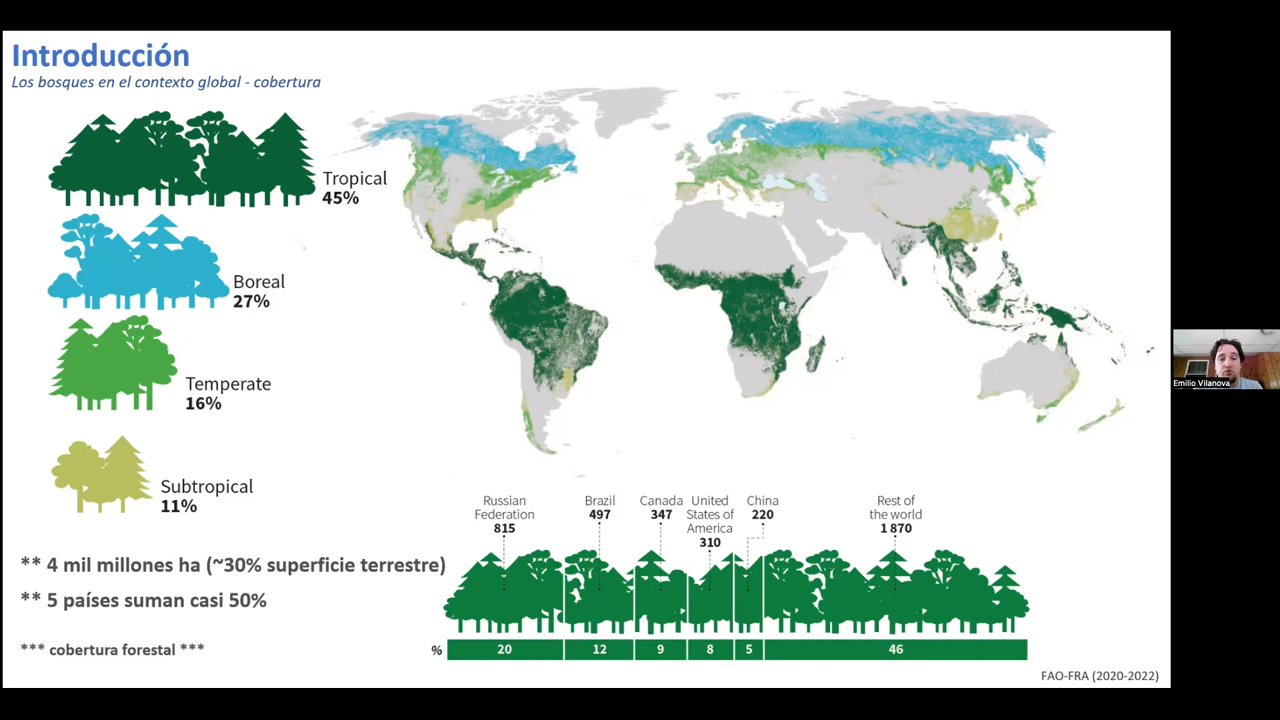 Introducción
Los bosques en el contexto global - cobertura
Tropical
45%
Boreal
27%
Temperate
16%
Subtropical
11%
** 4 mil millones ha (~30% superficie terrestre)
** 5 países suman casi 50%
*** cobertura forestal ***
Russian
Federation
815
Brazil
497
Canada
347
United
States of
America
310
China
220
Rest of
the world
1 870
% 20 12 9 8 5 46
FAO-FRA (2020-2022)
Emilio Vilanova